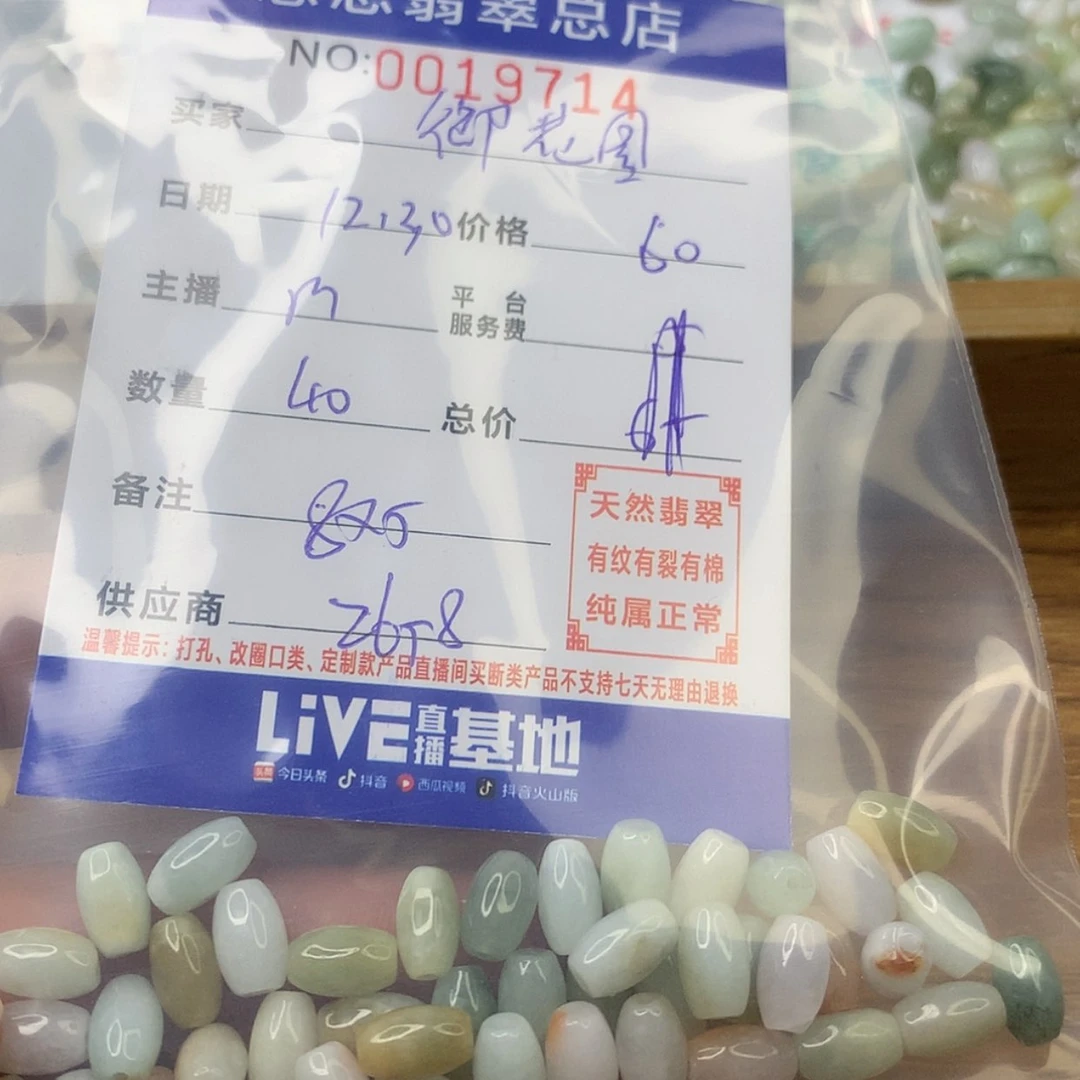 翡翠总店
NO:0019714
买家
日期 12.30 价格 60
主播 m 平台服务费
数量 40 总价
备注
供应商 2658
天然翡翠
有纹有裂有棉
纯属正常
温馨提示：打孔、改圈口类、定制款产品直播间买断类产品不支持七天无理由退换
LiVE直播基地
头条 今日头条 抖音 西瓜视频 抖音火山版